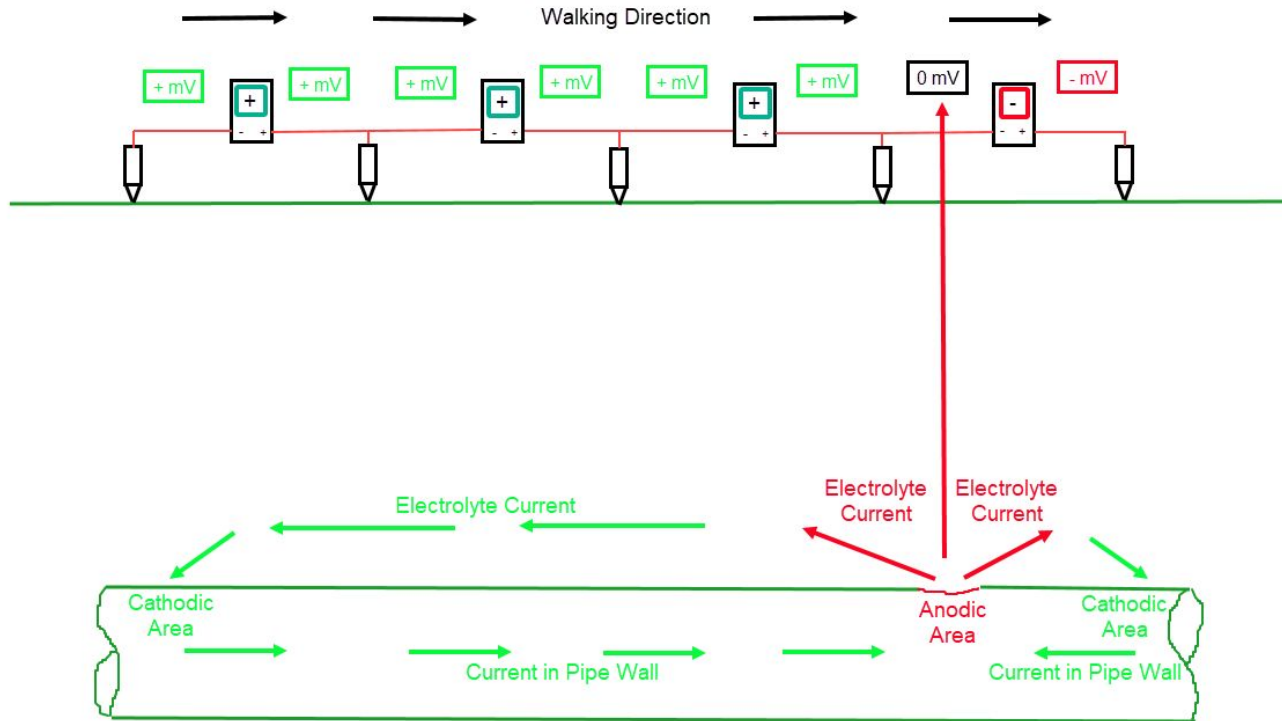 Walking Direction
+ mV
+ mV
+ mV
+ mV
+ mV
+ mV
0 mV
- mV
+
+
+
-
- +
- +
- +
- +
Electrolyte Current
Electrolyte
Current
Electrolyte
Current
Cathodic
Area
Anodic
Area
Cathodic
Area
Current in Pipe Wall
Current in Pipe Wall